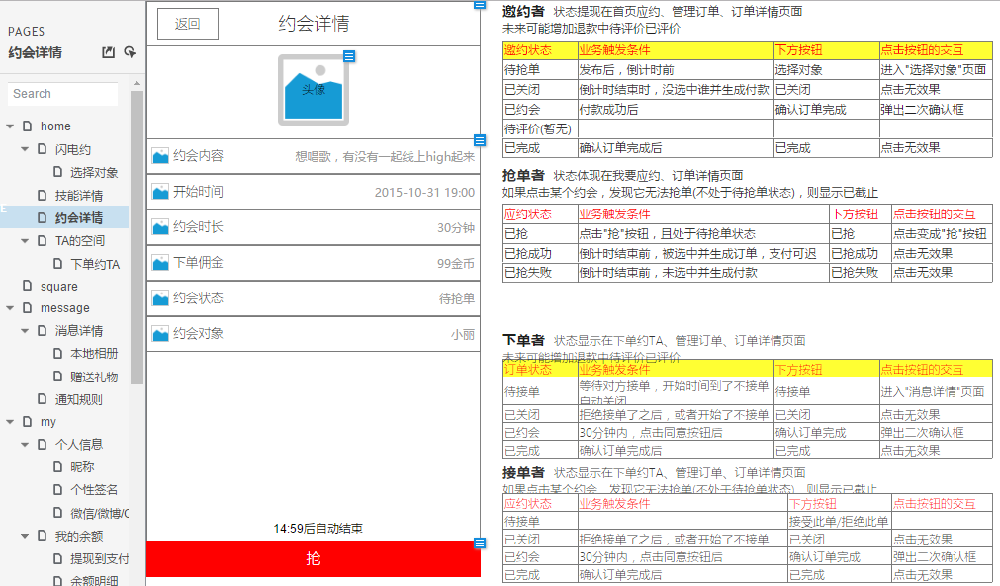 PAGES
约会详情
Search
home
闪电约
选择对象
技能详情
约会详情
TA的空间
下单约TA
square
message
消息详情
本地相册
赠送礼物
通知规则
my
个人信息
昵称
个性签名
微信/微博/
我的余额
提现到支付
余额明细
返回
约会详情
头像
约会内容 想唱歌，有没有一起线上high起来
开始时间 2015-10-31 19:00
约会时长 30分钟
下单佣金 99金币
约会状态 待抢单
约会对象 小丽
14:59后自动结束
抢
邀约者 状态提现在首页应约、管理订单、订单详情页面
未来可能增加退款中待评价已评价
邀约状态 业务触发条件 下方按钮 点击按钮的交互
待抢单 发布后，倒计时前 选择对象 进入"选择对象"页面
已关闭 倒计时结束时，没选中谁并生成付款 已关闭 点击无效果
已约会 付款成功后 确认订单完成 弹出二次确认框
待评价(暂无)
已完成 确认订单完成后 已完成 点击无效果
抢单者 状态体现在我要应约、订单详情页面
如果点击某个约会，发现它无法抢单(不处于待抢单状态)，则显示已截止
应约状态 业务触发条件 下方按钮 点击按钮的交互
已抢 点击"抢"按钮，且处于待抢单状态 已抢 点击变成"抢"按钮
已抢成功 倒计时结束前，被选中并生成订单，支付可迟 已抢成功 点击无效果
已抢失败 倒计时结束前，未选中并生成付款 已抢失败 点击无效果
下单者 状态显示在下单约TA、管理订单、订单详情页面
未来可能增加退款中待评价已评价
订单状态 业务触发条件 下方按钮 点击按钮的交互
待接单 等待对方接单，开始时间到了不接单 待接单 进入"消息详情"页面
自动关闭
已关闭 拒绝接单了之后，或者开始了不接单 已关闭 点击无效果
已约会 30分钟内，点击同意按钮后 确认订单完成 弹出二次确认框
已完成 确认订单完成后 已完成 点击无效果
接单者 状态显示在下单约TA、管理订单、订单详情页面
如果点击某个约会，发现它无法抢单(不处于待抢单状态)，则显示已截止
应约状态 业务触发条件 下方按钮 点击按钮的交互
待接单 接受此单/拒绝此单
已关闭 拒绝接单了之后，或者开始了不接单 已关闭 点击无效果
已约会 30分钟内，点击同意按钮后 确认订单完成 弹出二次确认框
已完成 确认订单完成后 已完成 点击无效果